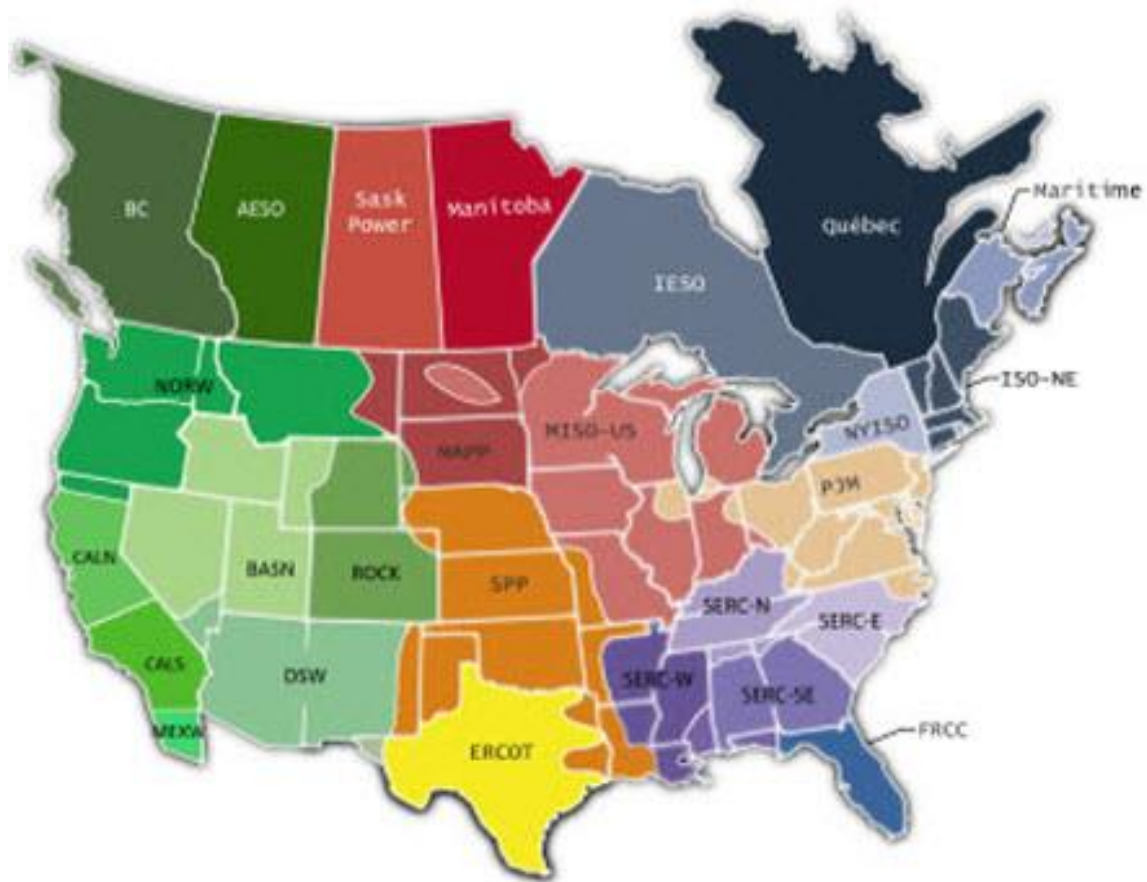 Maritime
BC
AESO
Sask
Power
Manitoba
Québec
IESO
NORW
ISO-NE
MISO-US
NYISO
MAPP
PJM
CALN
BASN
ROCK
SPP
SERC-N
SERC-E
CALS
DSW
SERC-W
SERC-SE
MEXW
ERCOT
FRCC